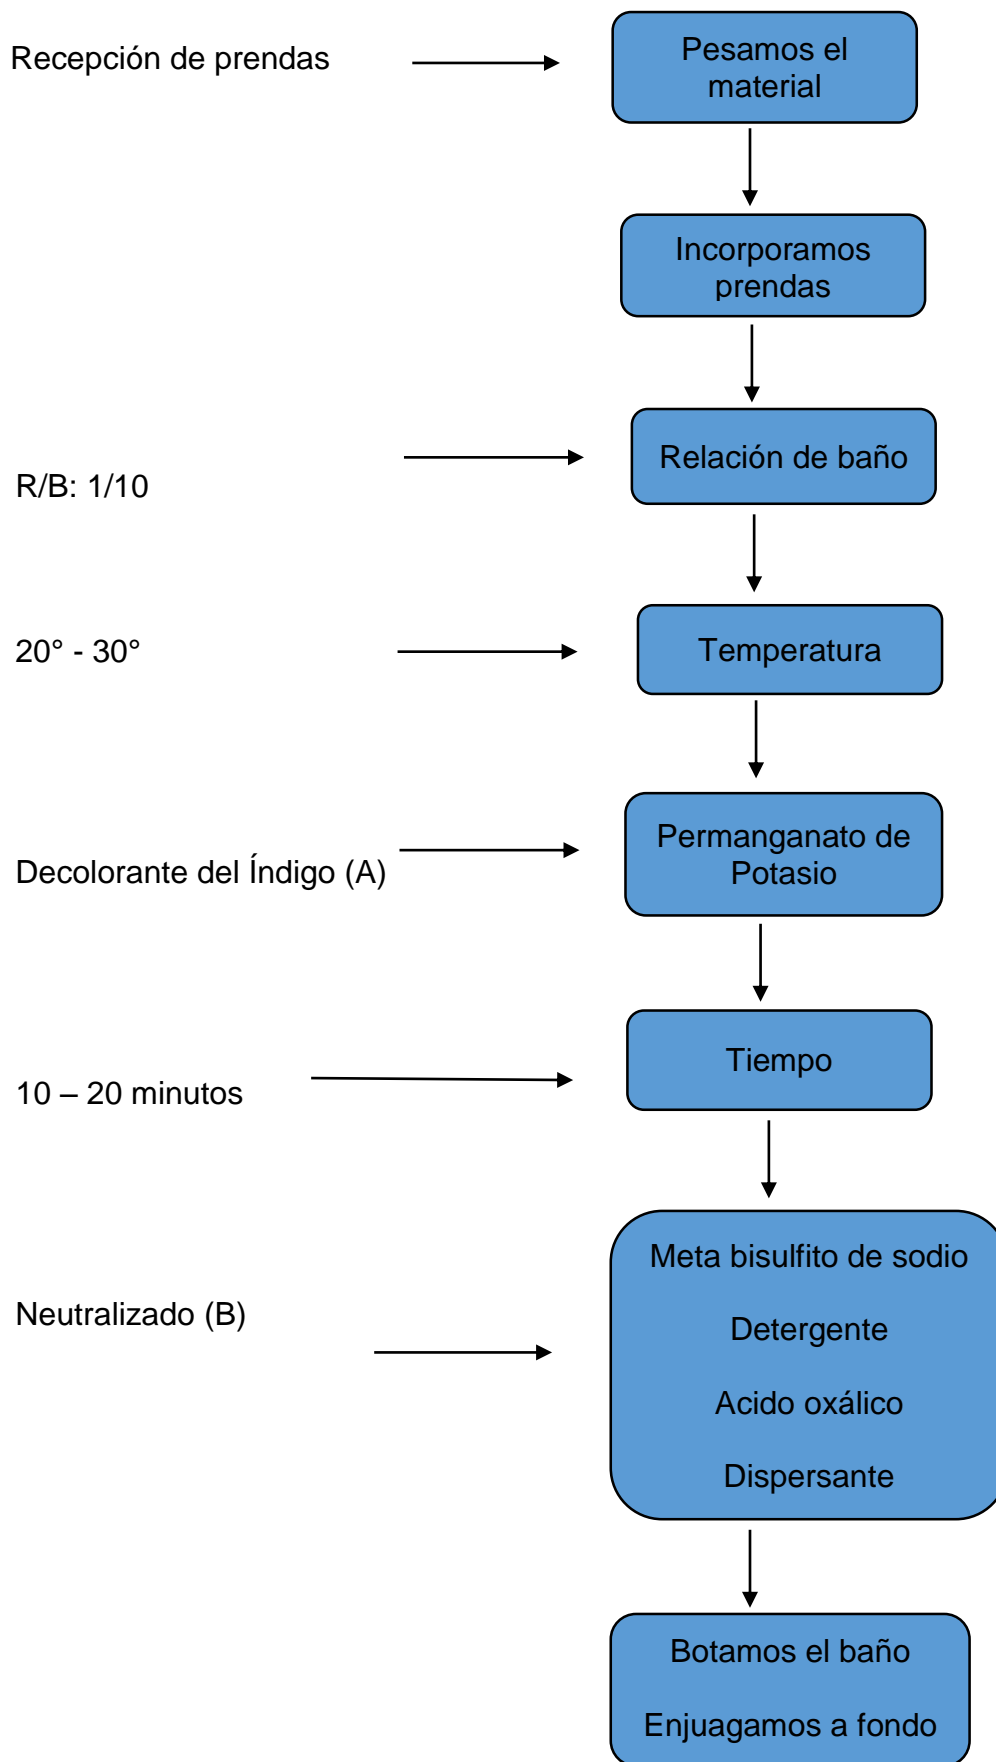 Recepción de prendas
Pesamos el
material
Incorporamos
prendas
Relación de baño
R/B: 1/10
20° - 30°
Temperatura
Permanganato de
Potasio
Decolorante del Índigo (A)
Tiempo
10 – 20 minutos
Meta bisulfito de sodio
Neutralizado (B)
Detergente
Acido oxálico
Dispersante
Botamos el baño
Enjuagamos a fondo